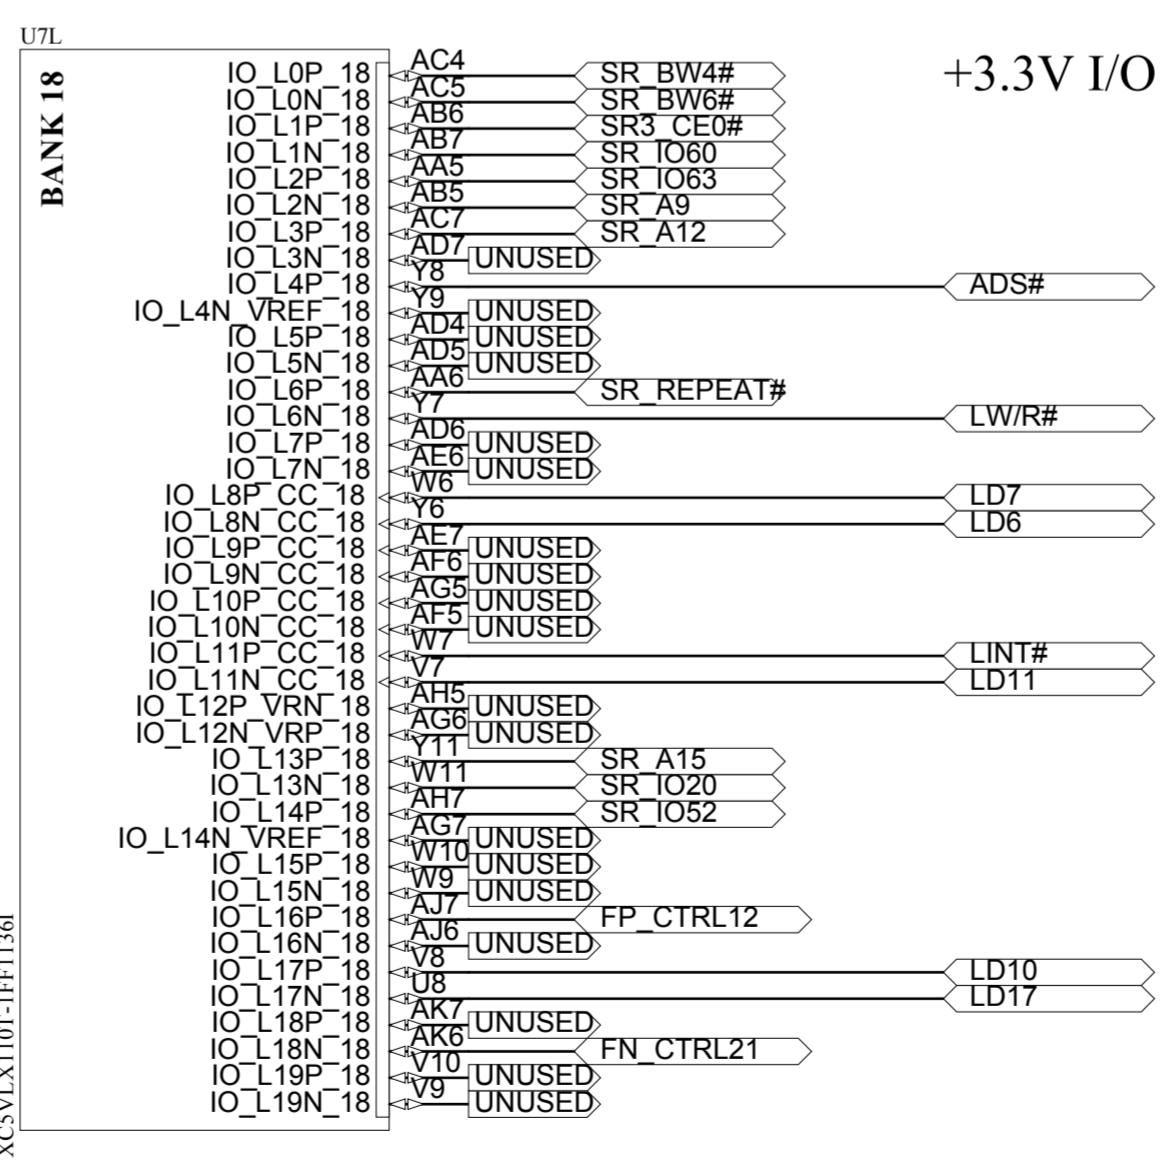 U7L
BANK 18
+3.3V I/O
IO_L0P_18 AC4 SR_BW4#
IO_L0N_18 AC5 SR_BW6#
IO_L1P_18 AB6 SR3_CE0#
IO_L1N_18 AB7 SR_IO60
IO_L2P_18 AA5 SR_IO63
IO_L2N_18 AB5 SR_A9
IO_L3P_18 AC7 SR_A12
IO_L3N_18 AD7 UNUSED
IO_L4P_18 Y8 ADS#
IO_L4N_VREF_18 Y9 UNUSED
IO_L5P_18 AD4 UNUSED
IO_L5N_18 AD5 UNUSED
IO_L6P_18 AA6 SR_REPEAT#
IO_L6N_18 Y7 LW/R#
IO_L7P_18 AD6 UNUSED
IO_L7N_18 AE6 UNUSED
IO_L8P_CC_18 W6 LD7
IO_L8N_CC_18 Y6 LD6
IO_L9P_CC_18 AE7 UNUSED
IO_L9N_CC_18 AF6 UNUSED
IO_L10P_CC_18 AG5 UNUSED
IO_L10N_CC_18 AF5 UNUSED
IO_L11P_CC_18 W7 LINT#
IO_L11N_CC_18 V7 LD11
IO_L12P_VRN_18 AH5 UNUSED
IO_L12N_VRP_18 AG6 UNUSED
IO_L13P_18 Y11 SR_A15
IO_L13N_18 W11 SR_IO20
IO_L14P_18 AH7 SR_IO52
IO_L14N_VREF_18 AG7 UNUSED
IO_L15P_18 W10 UNUSED
IO_L15N_18 W9 UNUSED
IO_L16P_18 AJ7 FP_CTRL12
IO_L16N_18 AJ6 UNUSED
IO_L17P_18 V8 LD10
IO_L17N_18 U8 LD17
IO_L18P_18 AK7 UNUSED
IO_L18N_18 AK6 FN_CTRL21
IO_L19P_18 V10 UNUSED
IO_L19N_18 V9 UNUSED